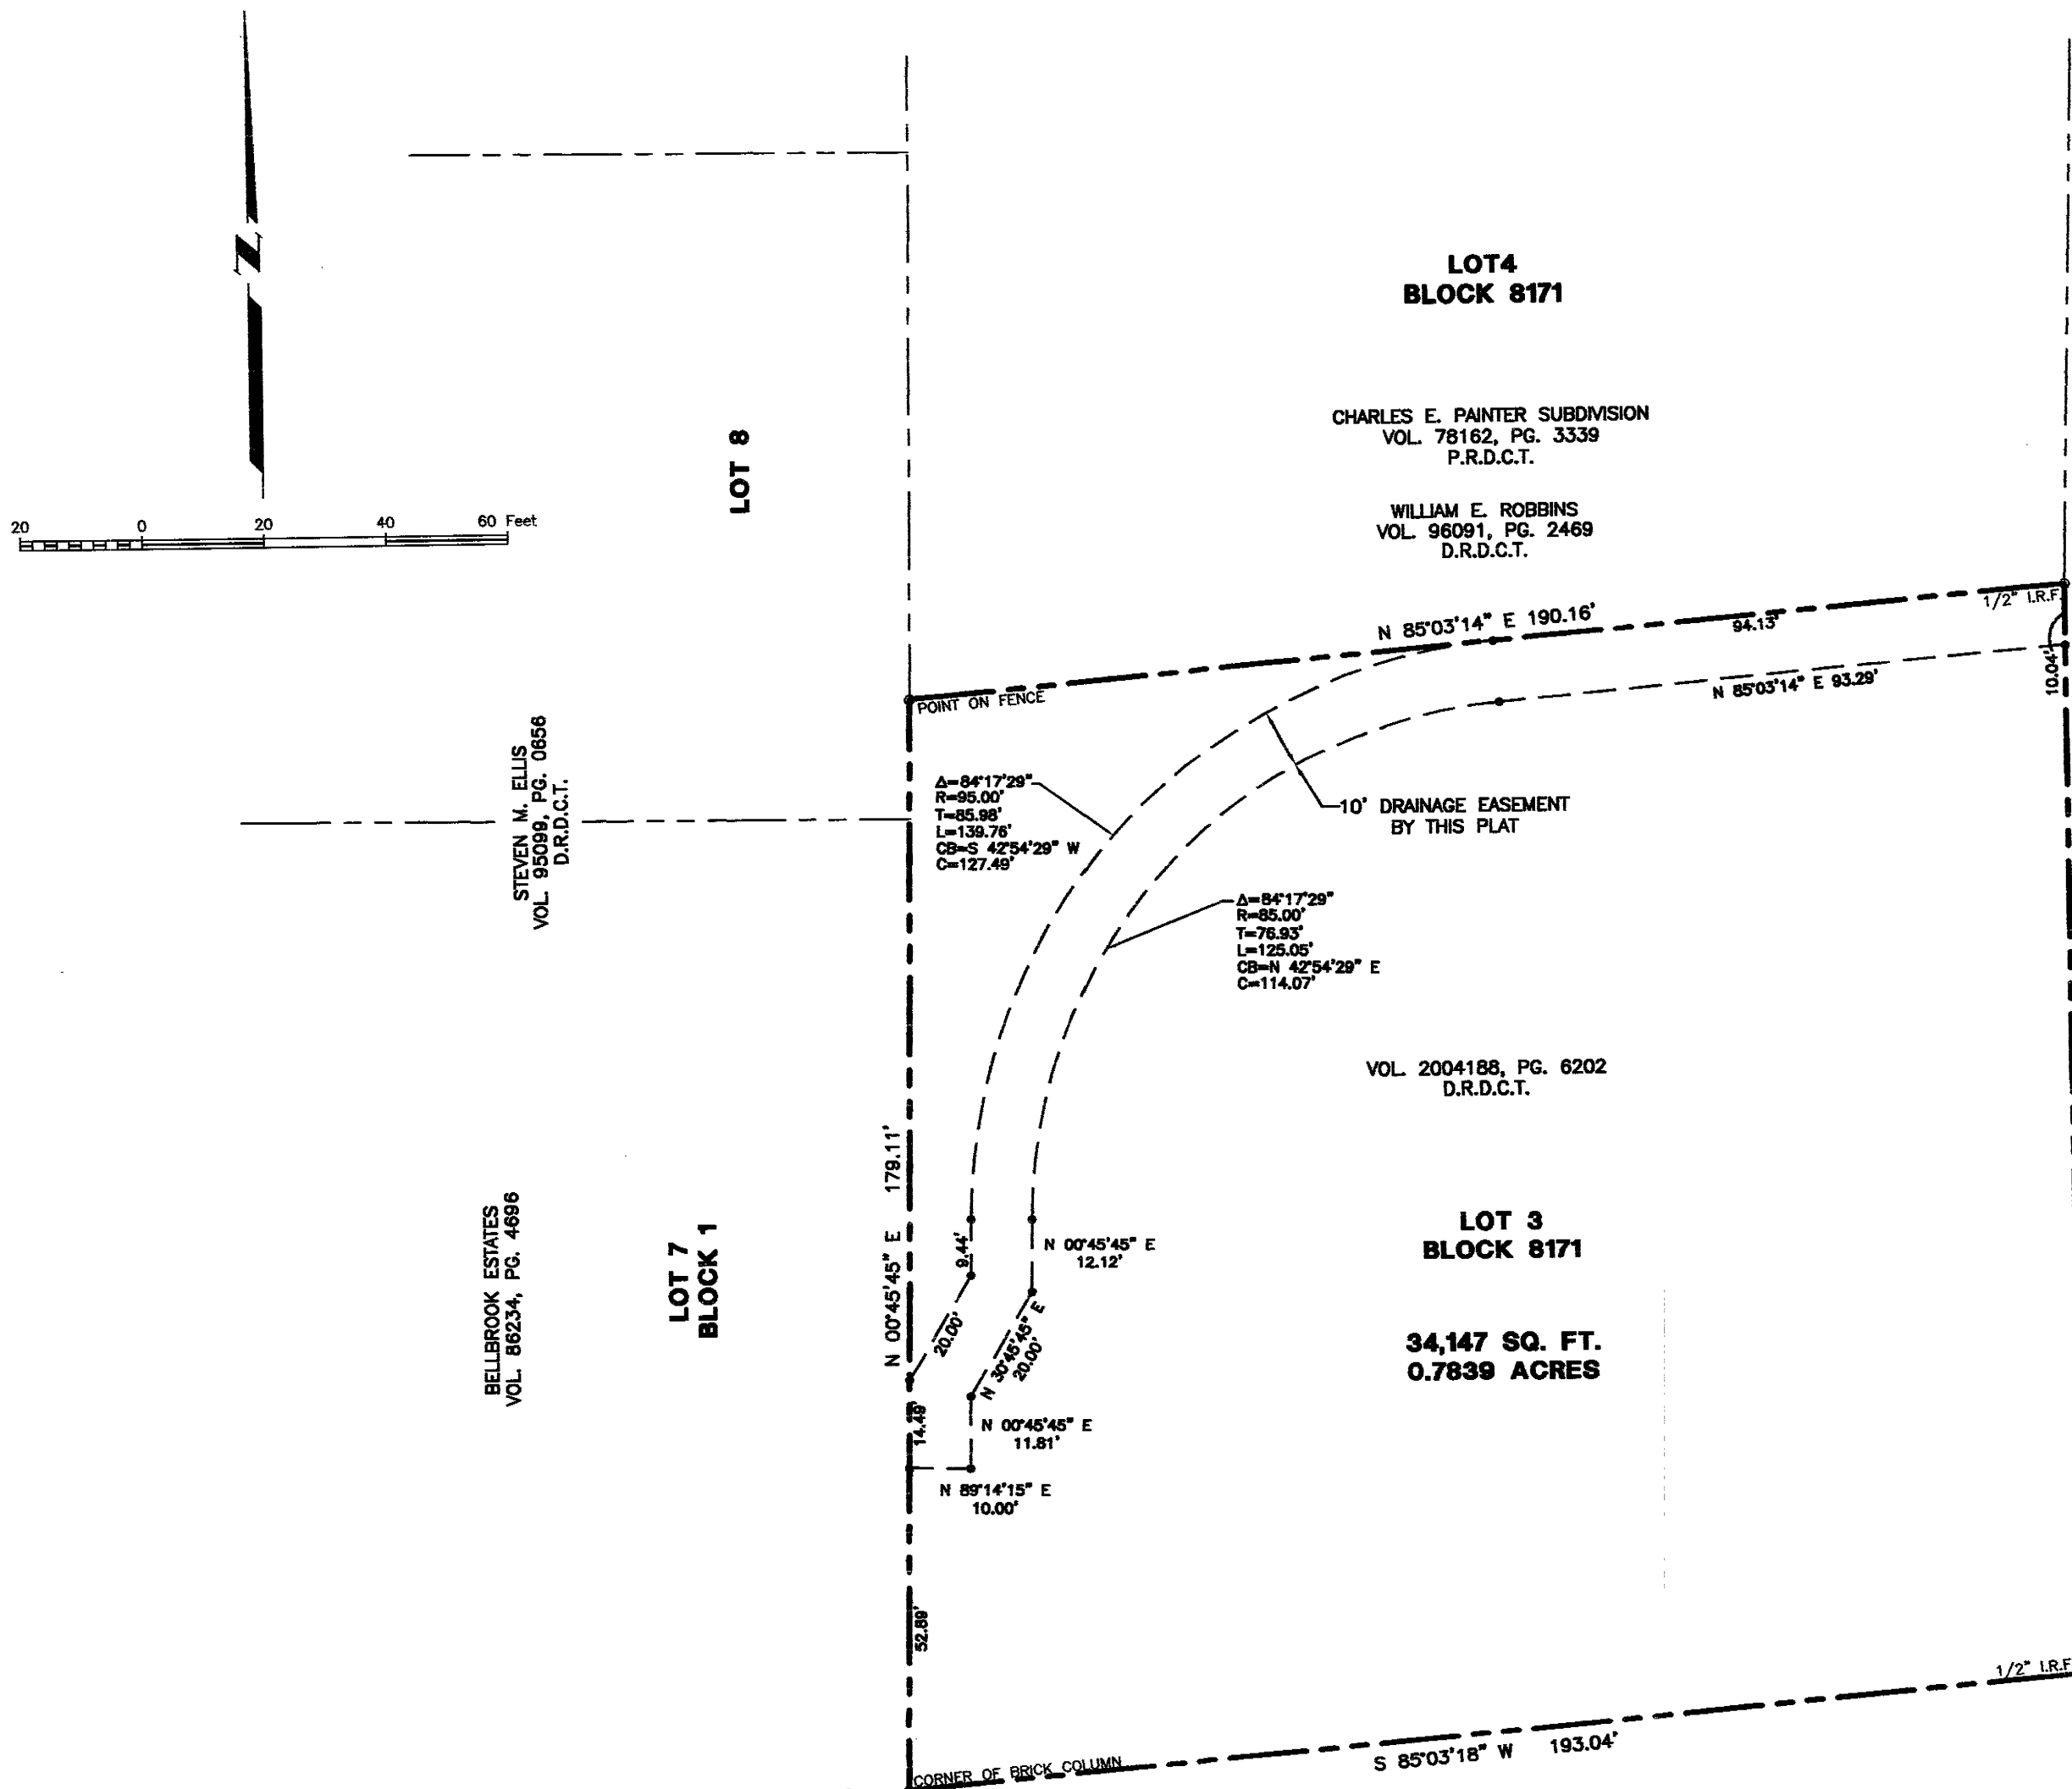 N
20 0 20 40 60 Feet
LOT 8
LOT4
BLOCK 8171
CHARLES E. PAINTER SUBDIVISION
VOL. 78162, PG. 3339
P.R.D.C.T.
WILLIAM E. ROBBINS
VOL. 96091, PG. 2469
D.R.D.C.T.
N 85°03'14" E 190.16'
94.13'
1/2" I.R.F.
10.04'
N 85°03'14" E 93.29'
POINT ON FENCE
STEVEN M. ELLIS
VOL. 95099, PG. 0656
D.R.D.C.T.
Δ=84°17'29"
R=95.00'
T=85.98'
L=139.76'
CB=S 42°54'29" W
C=127.49'
10' DRAINAGE EASEMENT
BY THIS PLAT
Δ=84°17'29"
R=85.00'
T=76.93'
L=125.05'
CB=N 42°54'29" E
C=114.07'
VOL. 2004188, PG. 6202
D.R.D.C.T.
BELLBROOK ESTATES
VOL. 86234, PG. 4696
LOT 7
BLOCK 1
N 00°45'45" E 179.11'
9.44'
N 00°45'45" E
12.12'
20.00'
N 30°45'45" E
20.00'
14.49'
N 00°45'45" E
11.81'
N 89°14'15" E
10.00'
LOT 3
BLOCK 8171
34,147 SQ. FT.
0.7839 ACRES
52.89'
CORNER OF BRICK COLUMN
S 85°03'18" W 193.04'
1/2" I.R.F